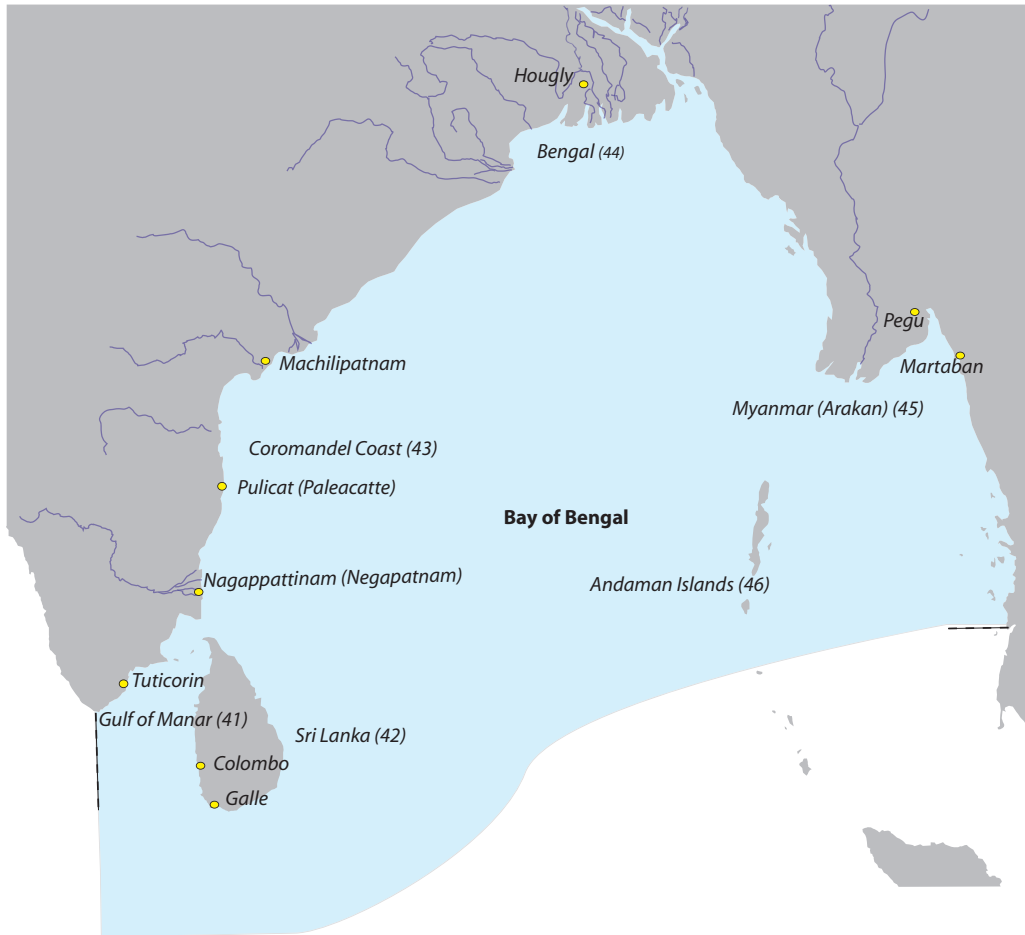 Hougly
Bengal (44)
Pegu
Machilipatnam
Martaban
Myanmar (Arakan) (45)
Coromandel Coast (43)
Pulicat (Paleacatte)
Bay of Bengal
Nagappattinam (Negapatnam)
Andaman Islands (46)
Tuticorin
Gulf of Manar (41)
Sri Lanka (42)
Colombo
Galle